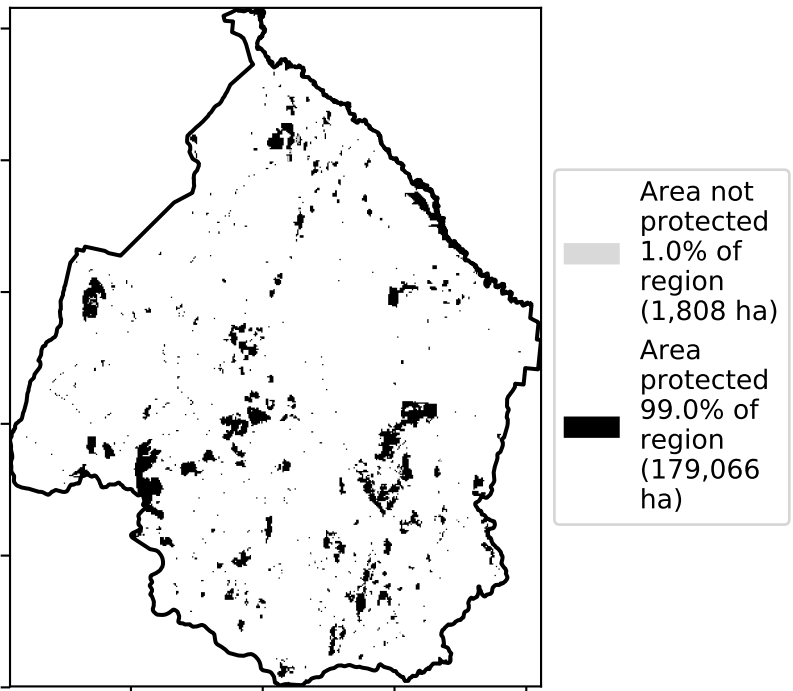 Area not
protected
1.0% of
region
(1,808 ha)
Area
protected
99.0% of
region
(179,066
ha)